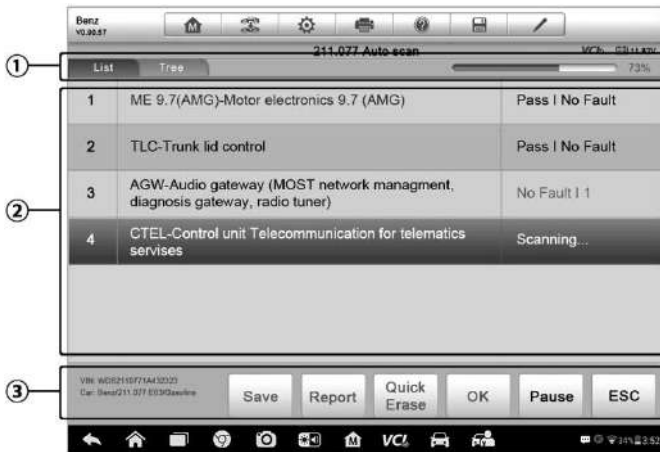 Benz
V0.90.57
211.077 Auto scan
VCI
① List Tree 73%
②
1 ME 9.7(AMG)-Motor electronics 9.7 (AMG) Pass I No Fault
2 TLC-Trunk lid control Pass I No Fault
3 AGW-Audio gateway (MOST network managment,
diagnosis gateway, radio tuner) No Fault I 1
4 CTEL-Control unit Telecommunication for telematics
servises Scanning...
③
Save Report Quick
Erase OK Pause ESC
VCI 3:52